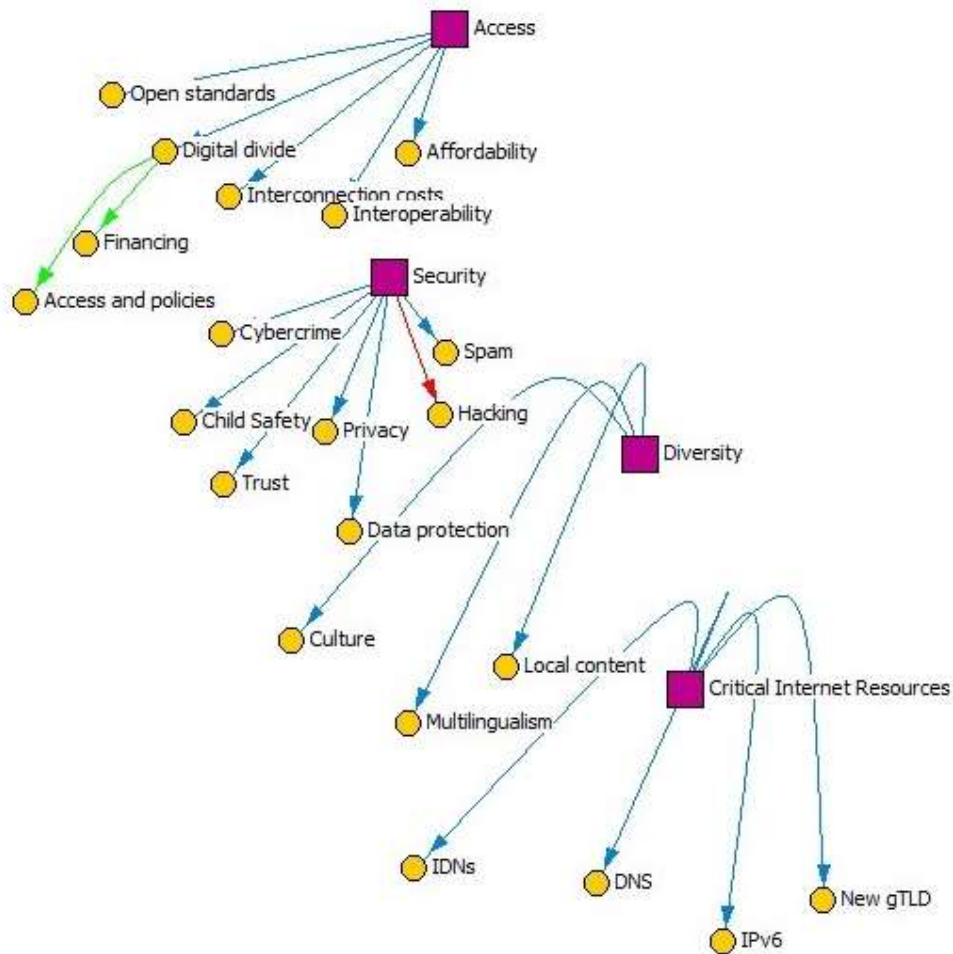 Access
Open standards
Digital divide
Affordability
Interconnection costs
Interoperability
Financing
Access and policies
Security
Cybercrime
Spam
Child Safety
Privacy
Hacking
Diversity
Trust
Data protection
Culture
Local content
Critical Internet Resources
Multilingualism
IDNs
DNS
New gTLD
IPv6